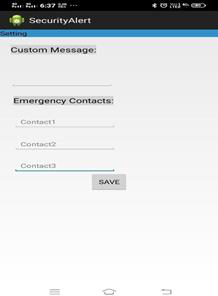 6:37
SecurityAlert
Setting
Custom Message:
Emergency Contacts:
Contact1
Contact2
Contact3
SAVE